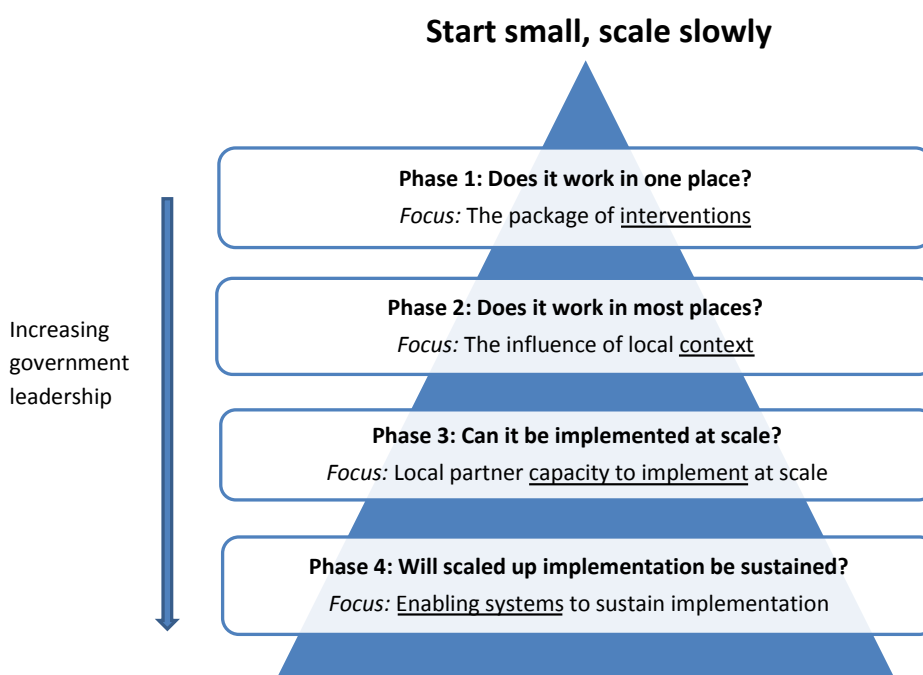 Start small, scale slowly
Phase 1: Does it work in one place?
Focus: The package of interventions
Phase 2: Does it work in most places?
Focus: The influence of local context
Increasing
government
leadership
Phase 3: Can it be implemented at scale?
Focus: Local partner capacity to implement at scale
Phase 4: Will scaled up implementation be sustained?
Focus: Enabling systems to sustain implementation